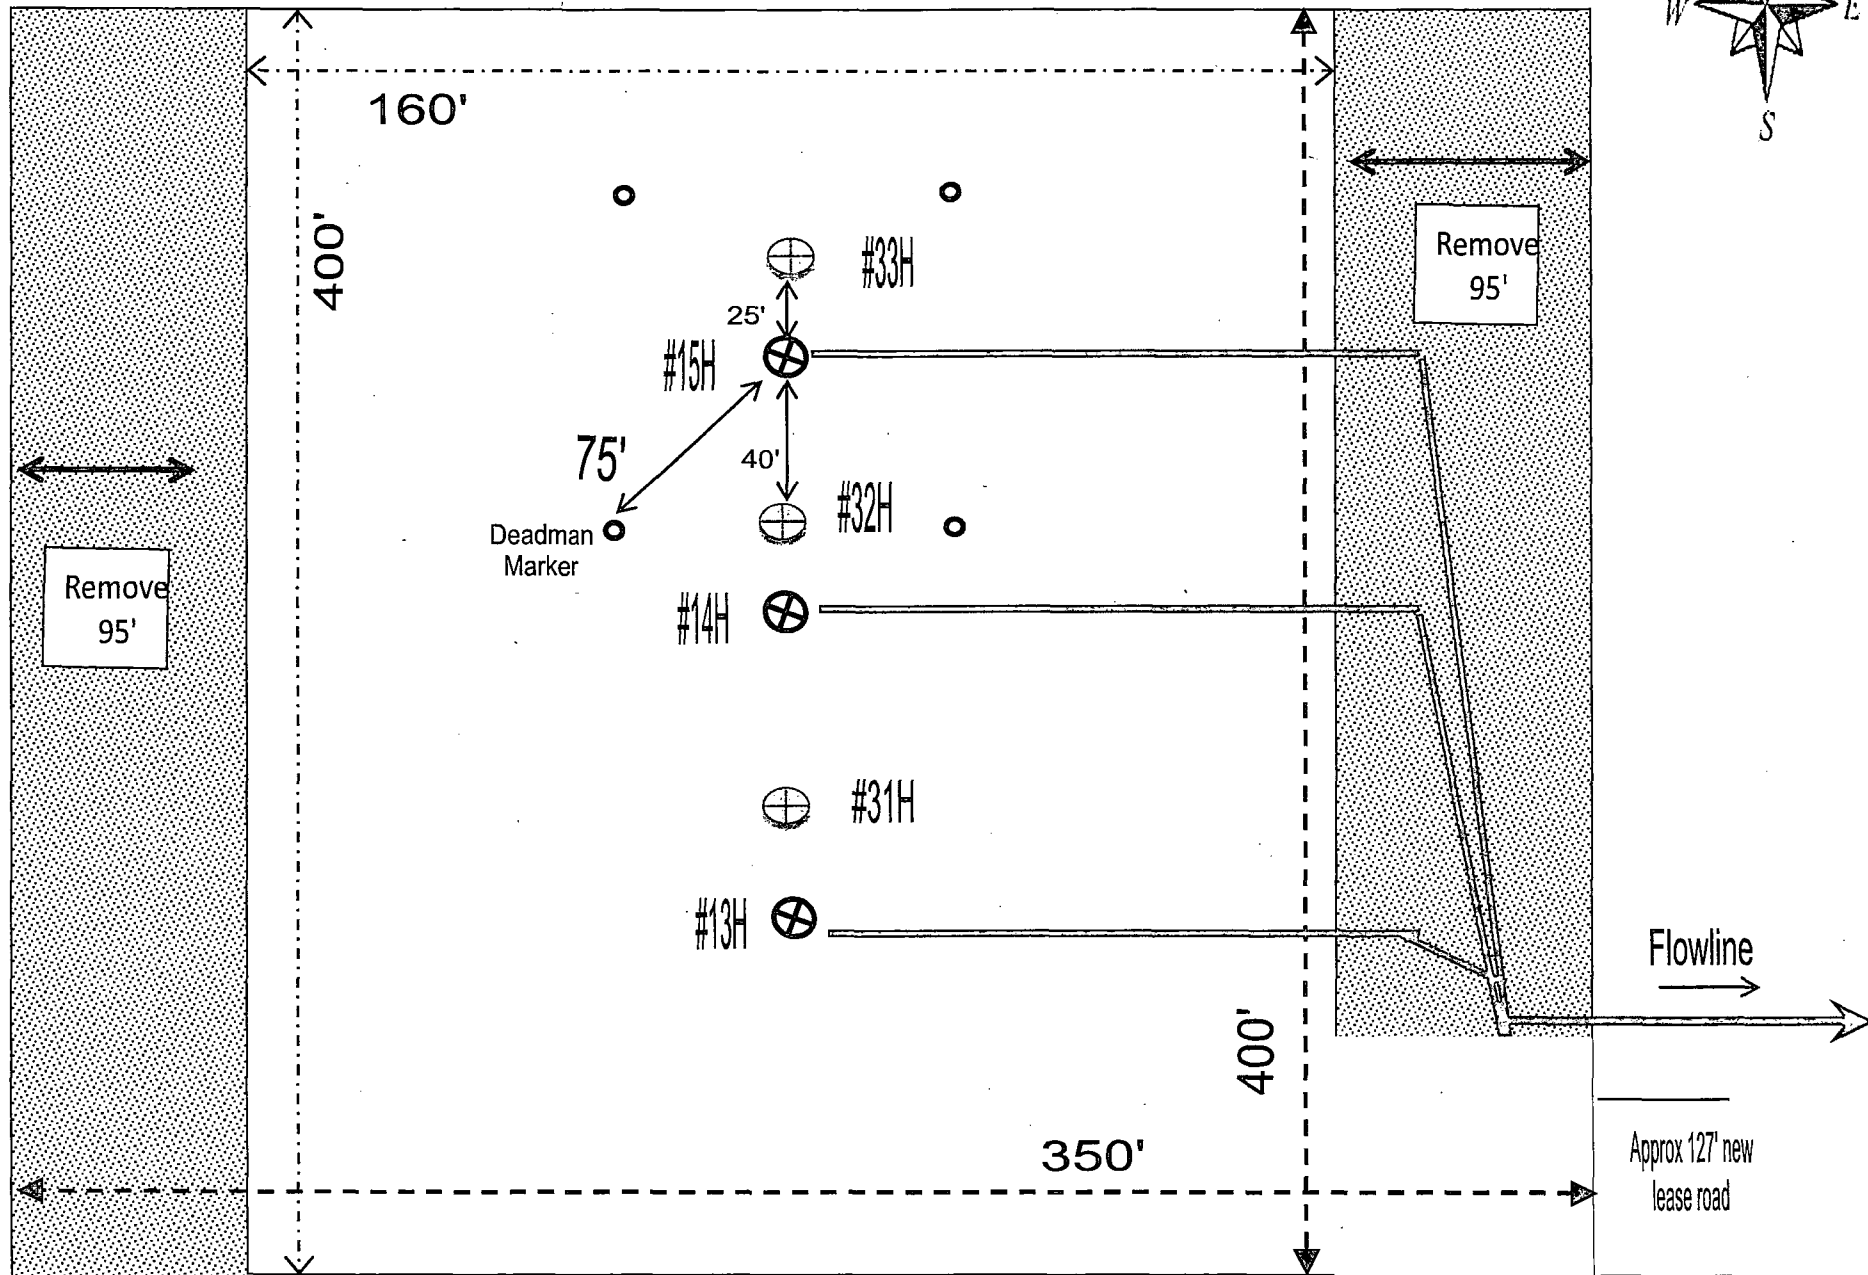 W E
S
160'
400'
Remove
95'
#33H
25'
#15H
75'
40'
#32H
Deadman
Marker
Remove
95'
#14H
#31H
#13H
Flowline
400'
350'
Approx 127' new
lease road